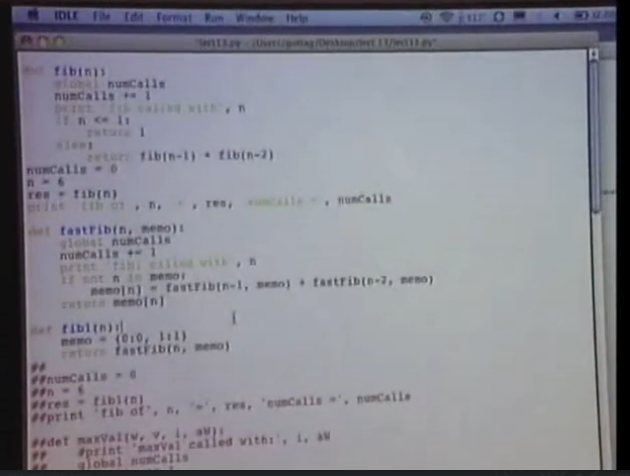 IDLE File Edit Format Run Window Help
def fib(n):
global numCalls
numCalls += 1
print 'fib called with', n
if n <= 1:
return 1
else:
return fib(n-1) + fib(n-2)
numCalls = 0
n = 6
res = fib(n)
print 'fib of', n, '=', res, 'numCalls =', numCalls
def fastFib(n, memo):
global numCalls
numCalls += 1
print 'fib1 called with', n
if not n in memo:
memo[n] = fastFib(n-1, memo) + fastFib(n-2, memo)
return memo[n]
def fib1(n):
memo = {0:0, 1:1}
return fastFib(n, memo)
##
##numCalls = 0
##n = 6
##res = fib1(n)
##print 'fib of', n, '=', res, 'numCalls =', numCalls
##def maxVal(w, v, i, aW):
## #print 'maxVal called with:', i, aW
## global numCalls